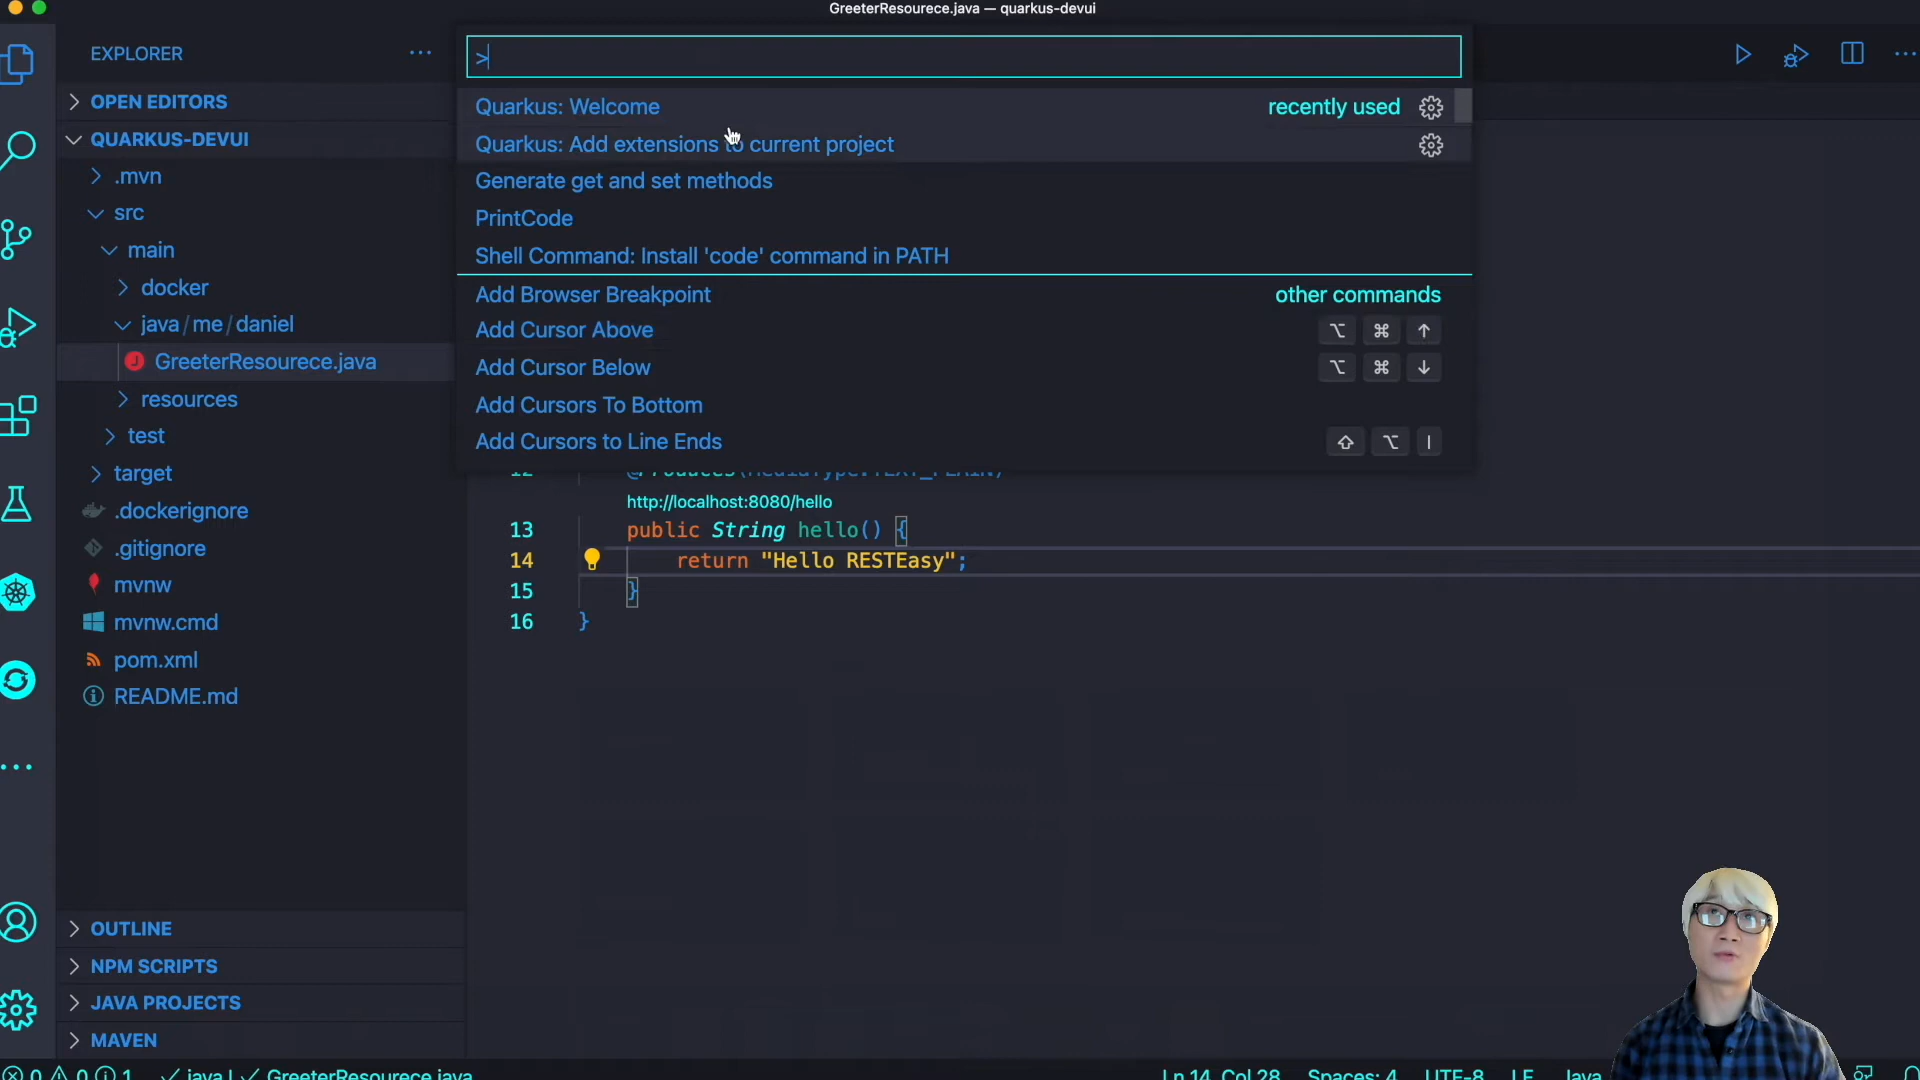 GreeterResourece.java — quarkus-devui
EXPLORER
OPEN EDITORS
QUARKUS-DEVUI
.mvn
src
main
docker
java/me/daniel
GreeterResourece.java
resources
test
target
.dockerignore
.gitignore
mvnw
mvnw.cmd
pom.xml
README.md
OUTLINE
NPM SCRIPTS
JAVA PROJECTS
MAVEN
>
Quarkus: Welcome recently used
Quarkus: Add extensions to current project
Generate get and set methods
PrintCode
Shell Command: Install 'code' command in PATH
Add Browser Breakpoint other commands
Add Cursor Above ⌥ ⌘ ↑
Add Cursor Below ⌥ ⌘ ↓
Add Cursors To Bottom
Add Cursors to Line Ends ⇧ ⌥ I
12 @Produces(MediaType.TEXT_PLAIN)
http://localhost:8080/hello
13 public String hello() {
14 return "Hello RESTEasy";
15 }
16 }
0 0 1 java | GreeterResourece.java Ln 14, Col 28 Spaces: 4 UTF-8 LF Java